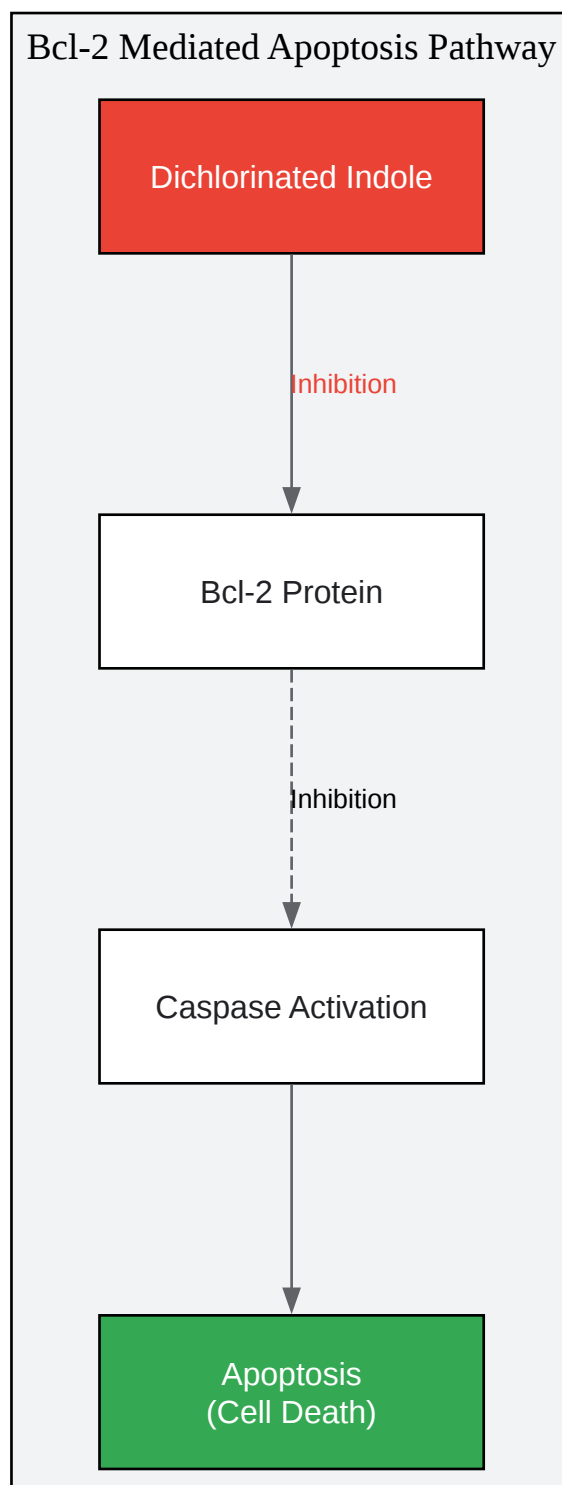 Bcl-2 Mediated Apoptosis Pathway
Dichlorinated Indole
Inhibition
Bcl-2 Protein
Inhibition
Caspase Activation
Apoptosis
(Cell Death)